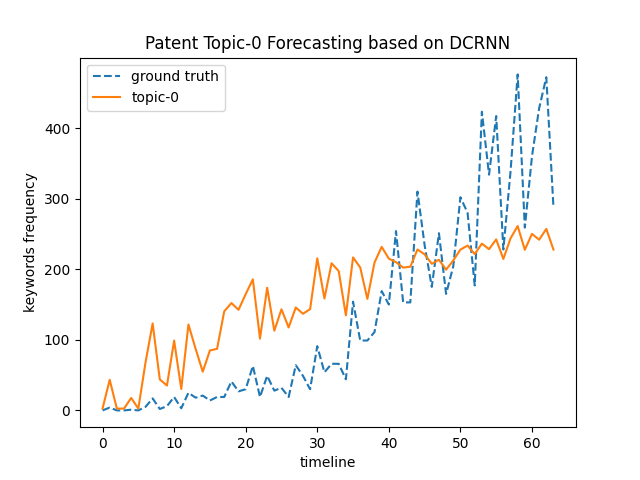 Patent Topic-0 Forecasting based on DCRNN
ground truth
topic-0
keywords frequency
400
300
200
100
0
0 10 20 30 40 50 60
timeline